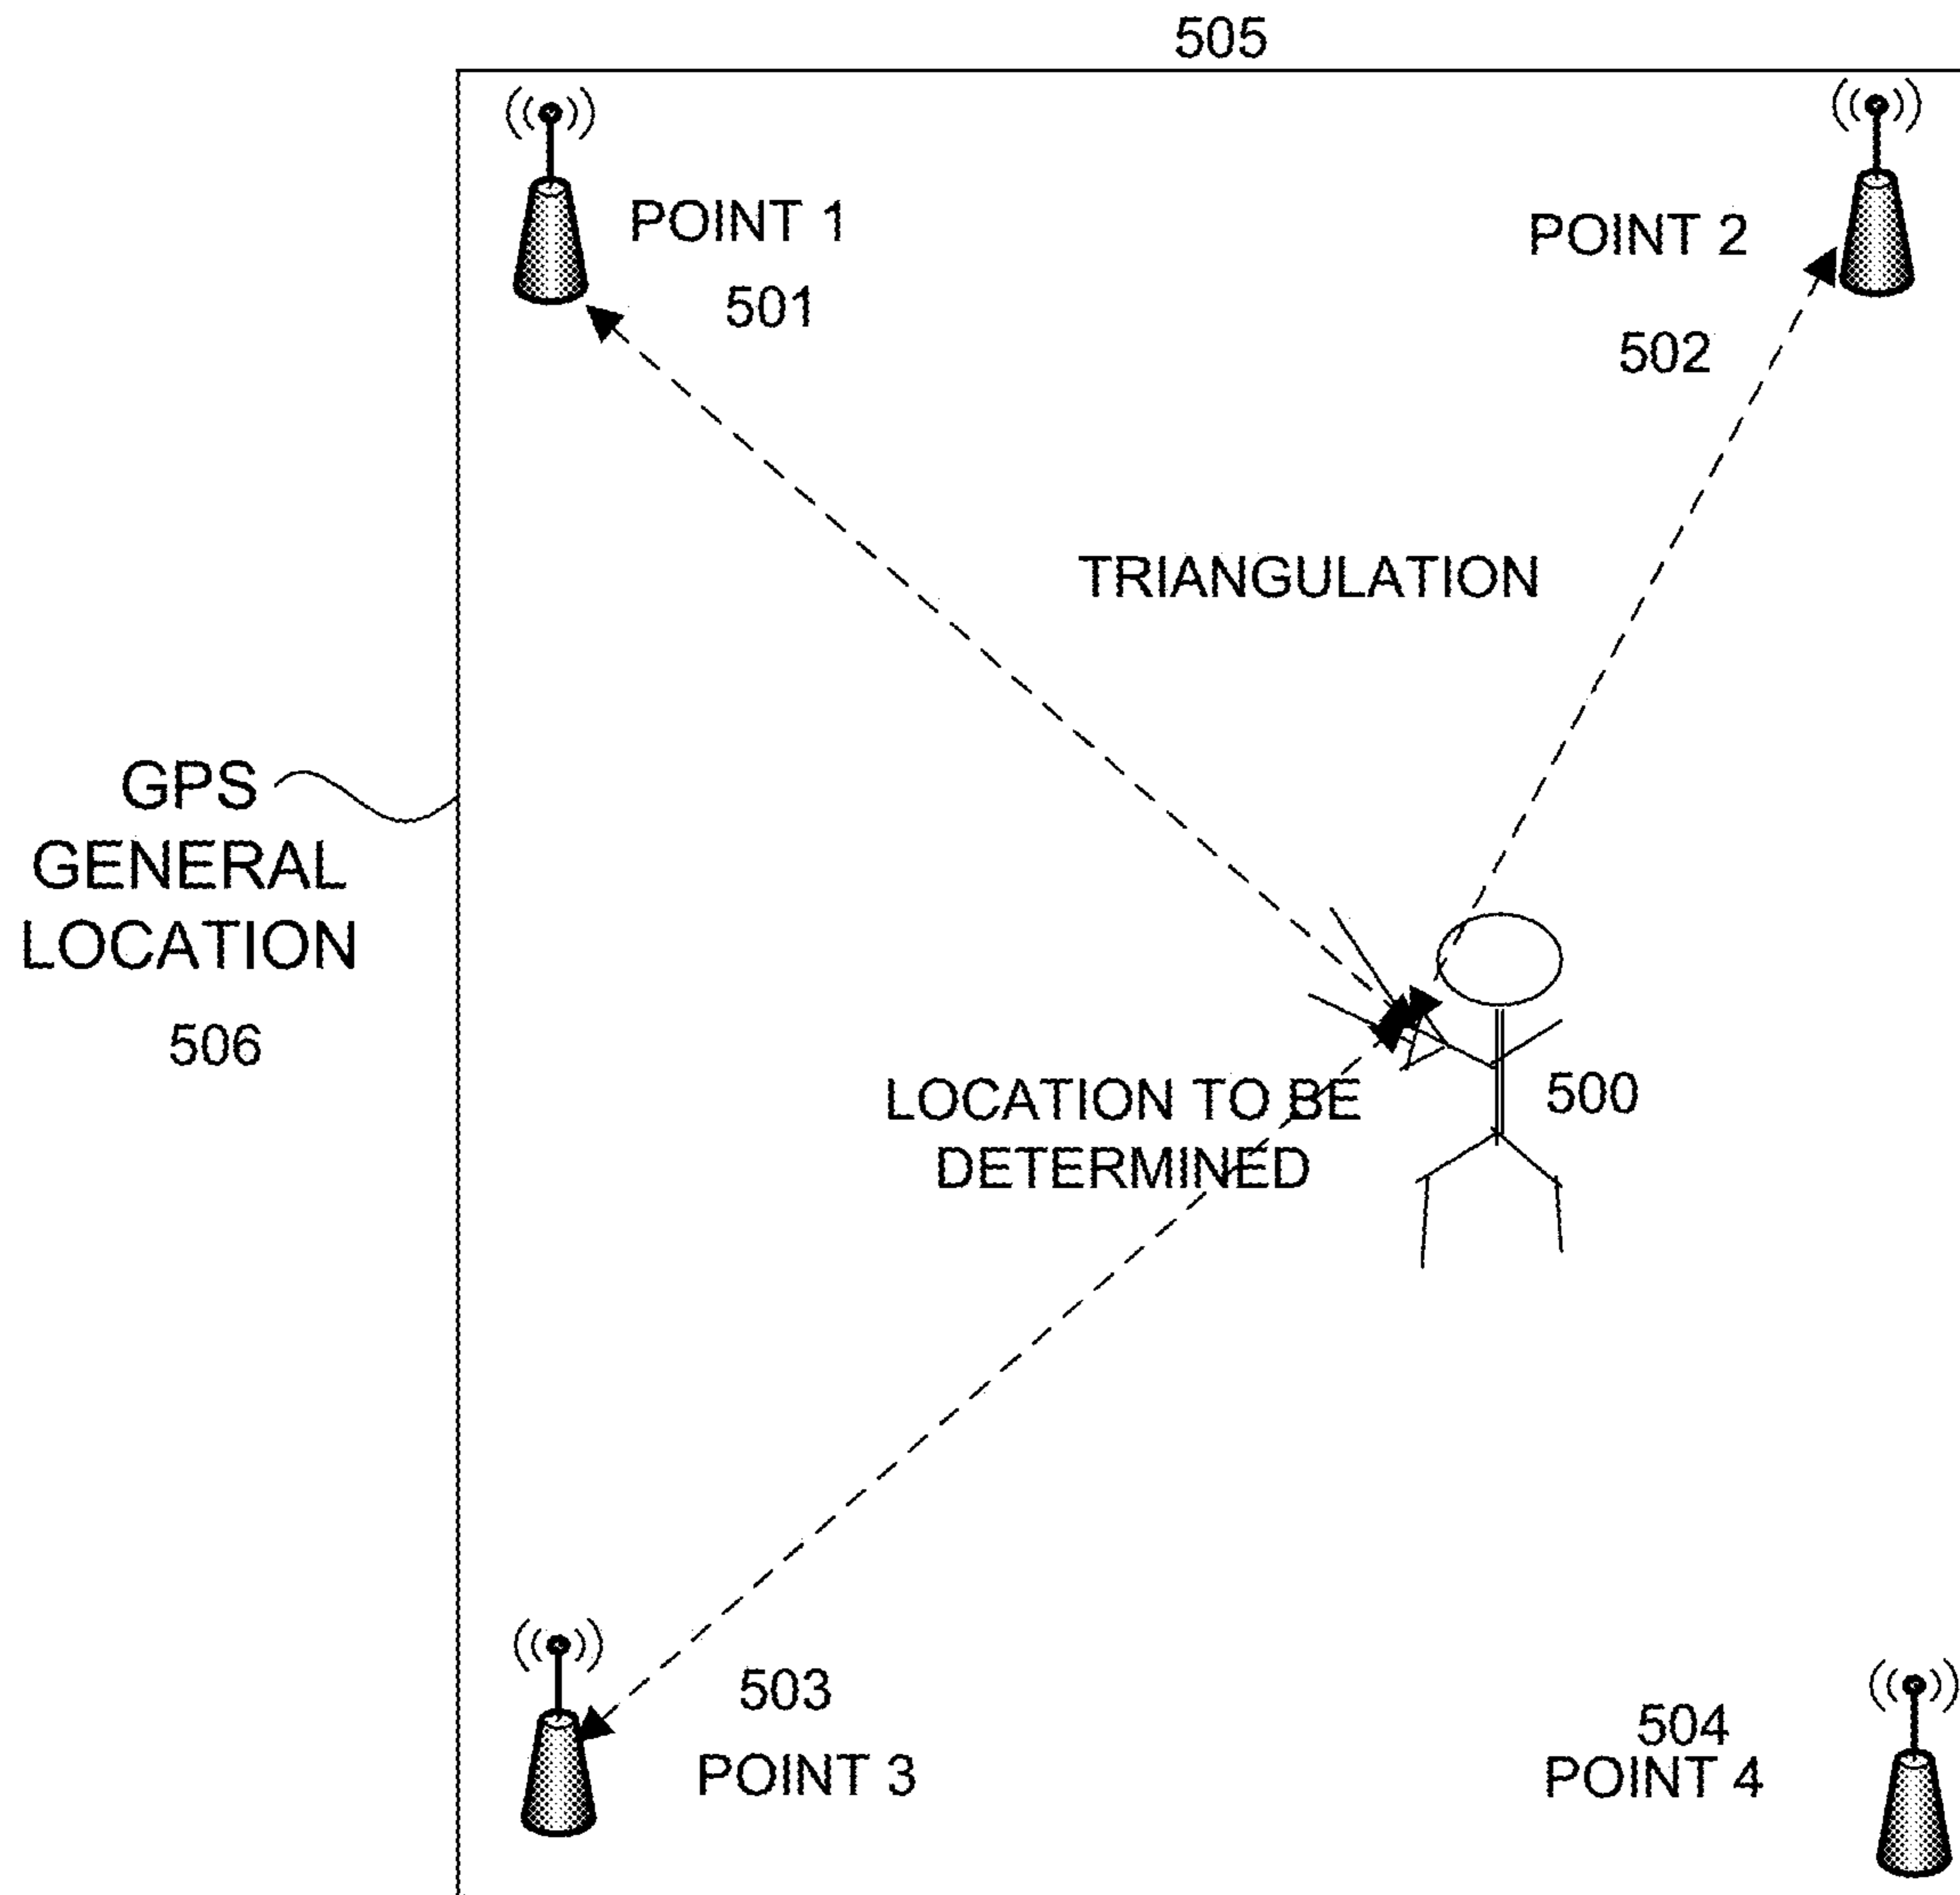 505
POINT 1
501
POINT 2
502
TRIANGULATION
GPS
GENERAL
LOCATION
506
LOCATION TO BE
DETERMINED
500
503
POINT 3
504
POINT 4